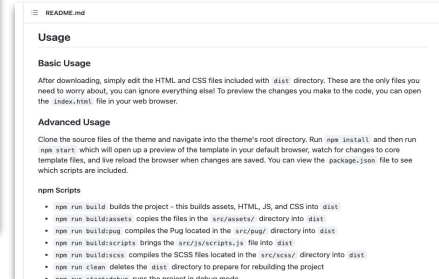 README.md
Usage
Basic Usage
After downloading, simply edit the HTML and CSS files included with dist directory. These are the only files you
need to worry about, you can ignore everything else! To preview the changes you make to the code, you can open
the index.html file in your web browser.
Advanced Usage
Clone the source files of the theme and navigate into the theme's root directory. Run npm install and then run
npm start which will open up a preview of the template in your default browser, watch for changes to core
template files, and live reload the browser when changes are saved. You can view the package.json file to see
which scripts are included.
npm Scripts
• npm run build builds the project - this builds assets, HTML, JS, and CSS into dist
• npm run build:assets copies the files in the src/assets/ directory into dist
• npm run build:pug compiles the Pug located in the src/pug/ directory into dist
• npm run build:scripts brings the src/js/scripts.js file into dist
• npm run build:scss compiles the SCSS files located in the src/scss/ directory into dist
• npm run clean deletes the dist directory to prepare for rebuilding the project
• npm run start:debug runs the project in debug mode